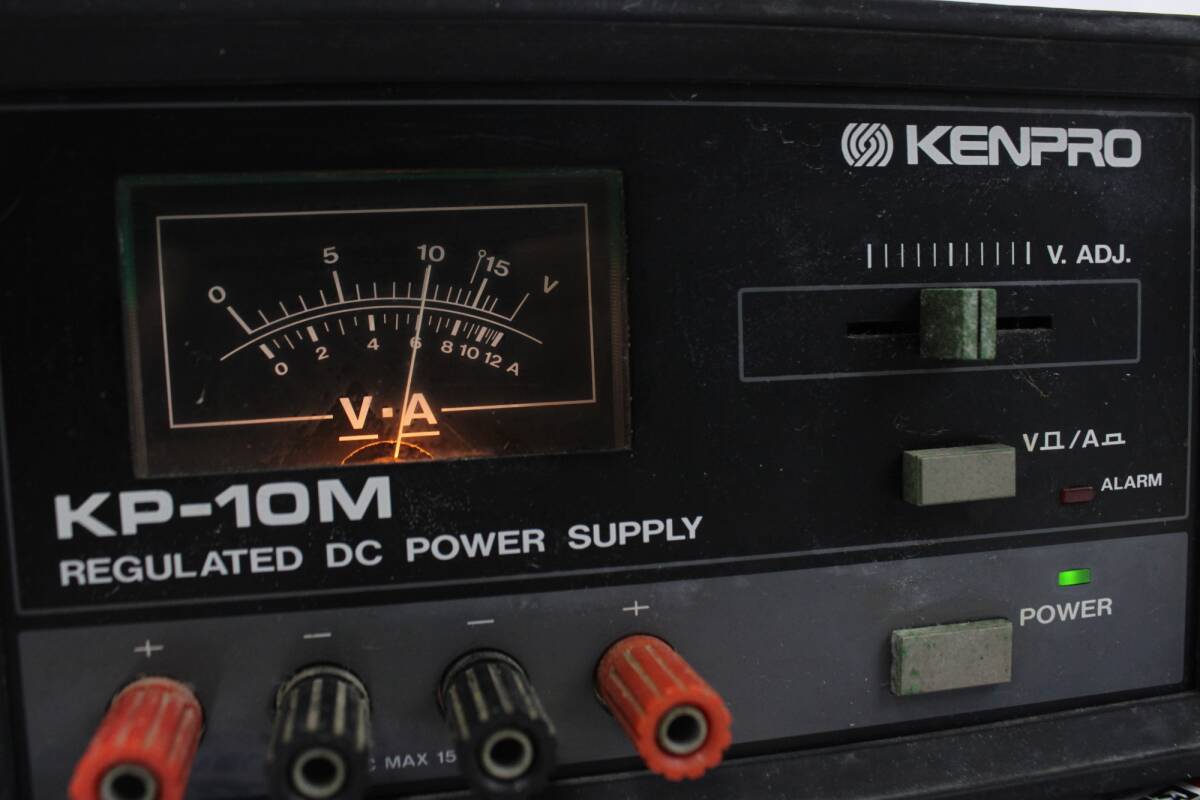 KENPRO
0 5 10 15 V
0 2 4 6 8 10 12 A
V·A
V. ADJ.
V /A
ALARM
KP-10M
REGULATED DC POWER SUPPLY
POWER
+ − − +
MAX 15